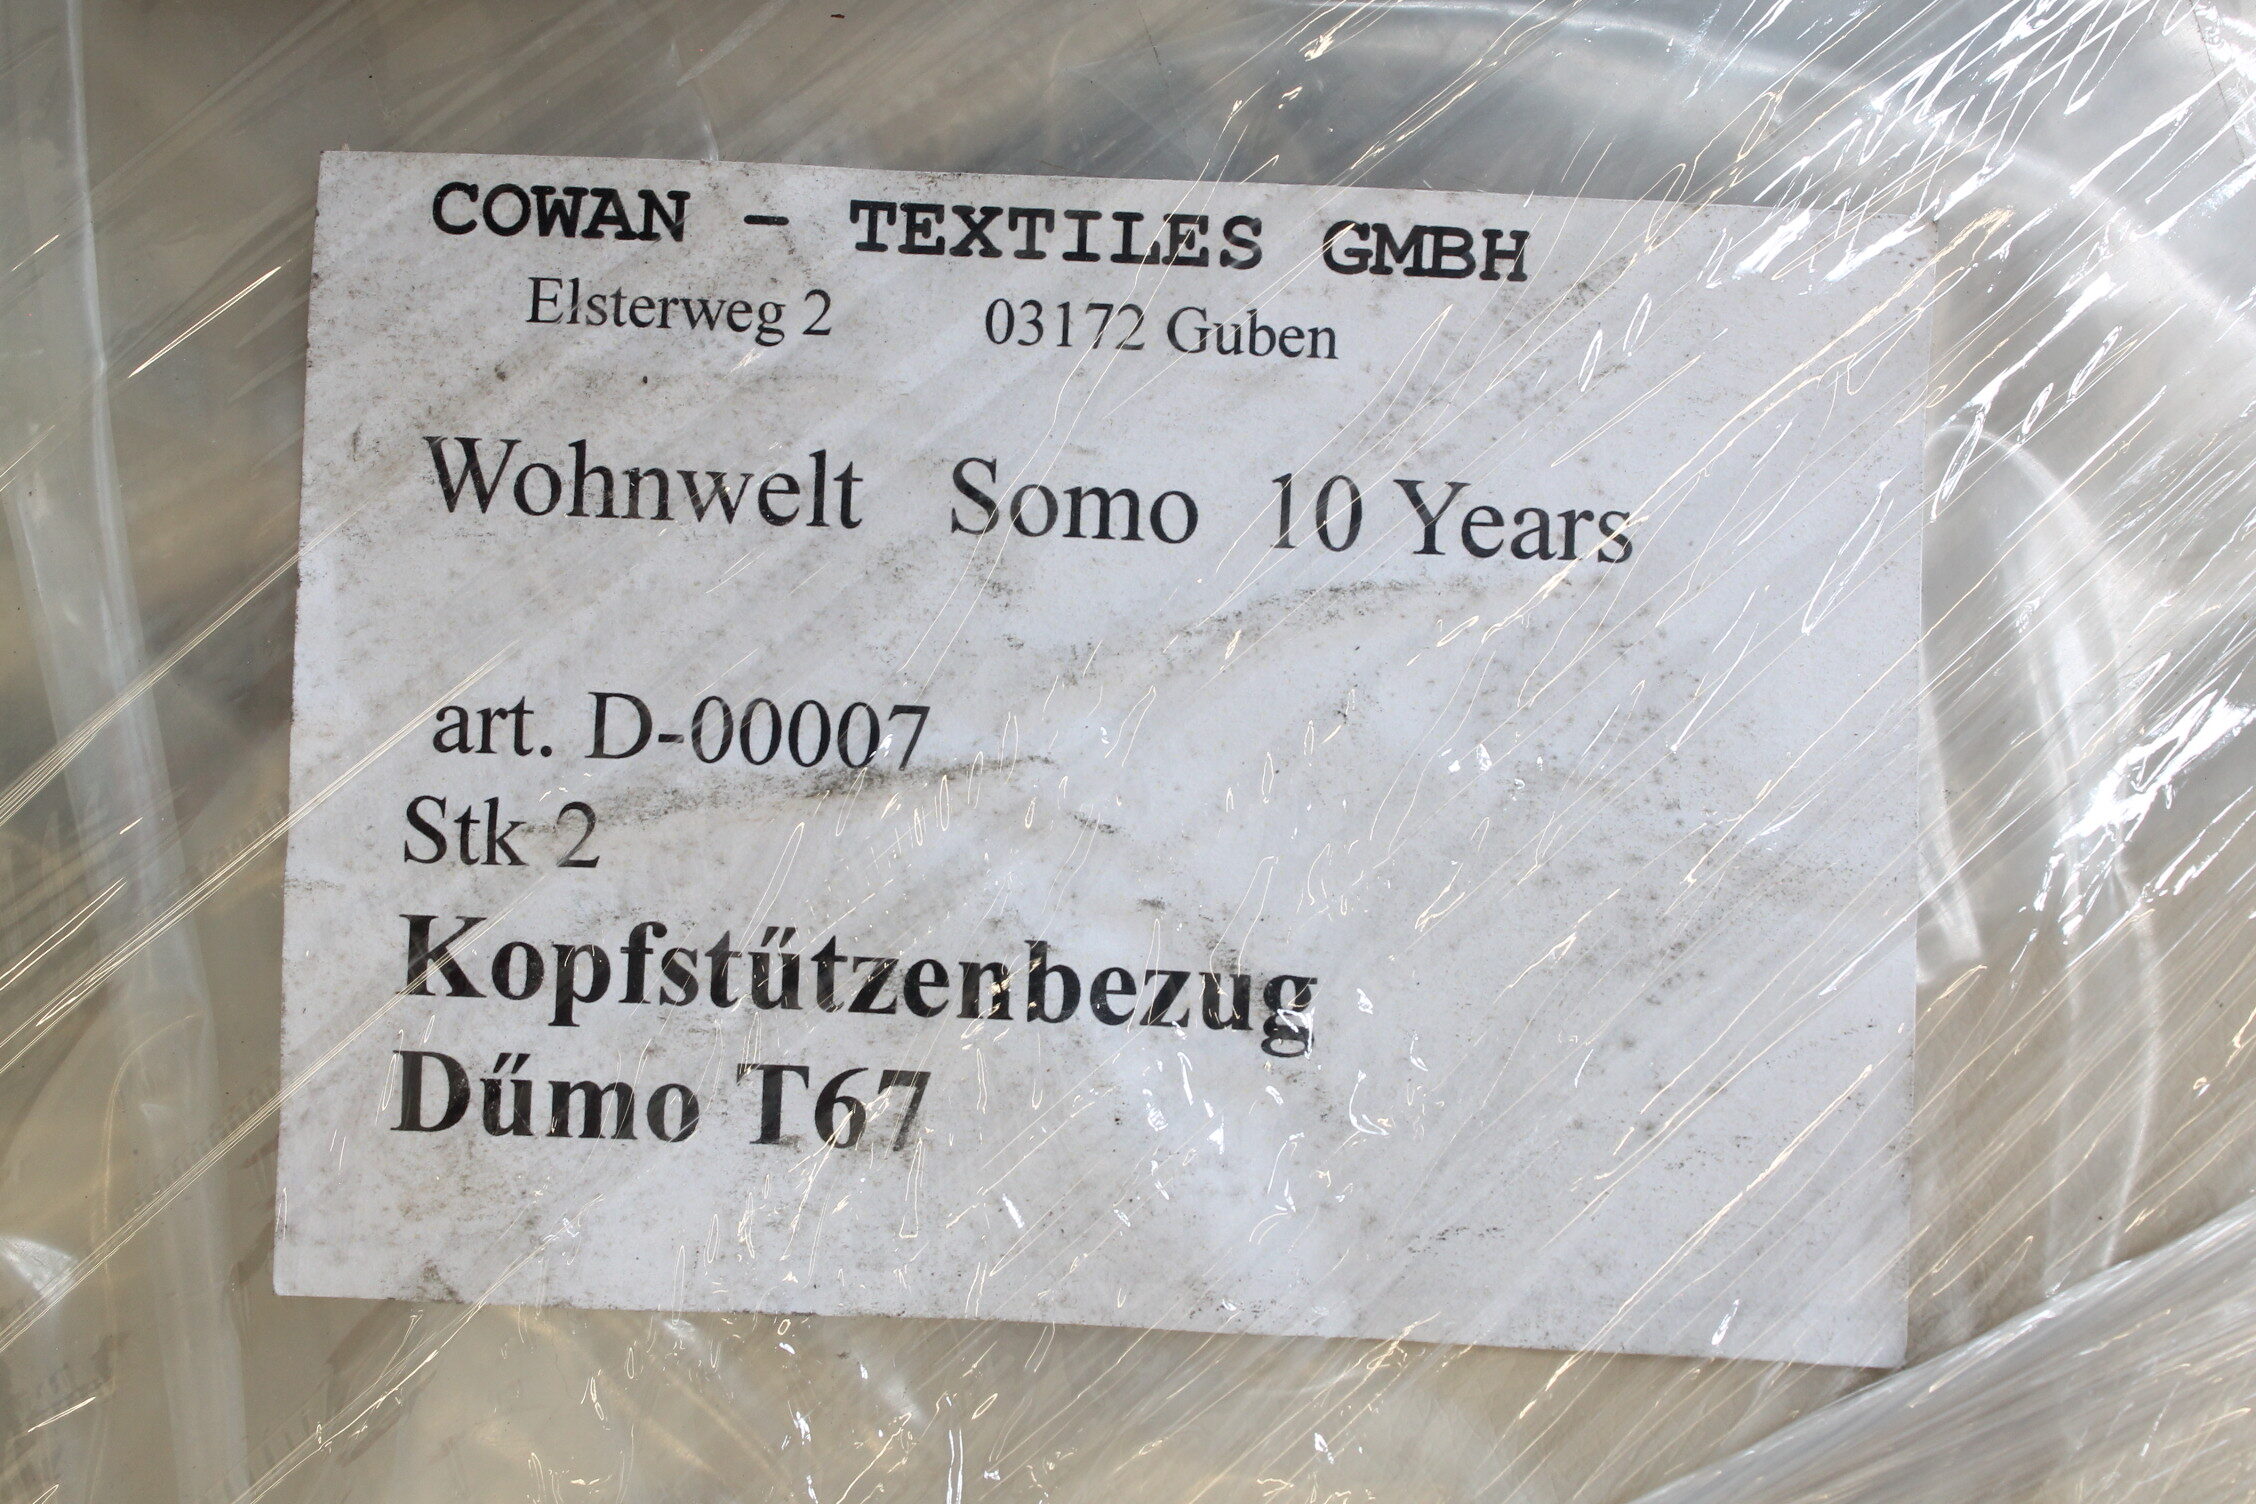 COWAN - TEXTILES GMBH
Elsterweg 2 03172 Guben
Wohnwelt Somo 10 Years
art. D-00007
Stk 2
Kopfstűtzenbezug
Dűmo T67